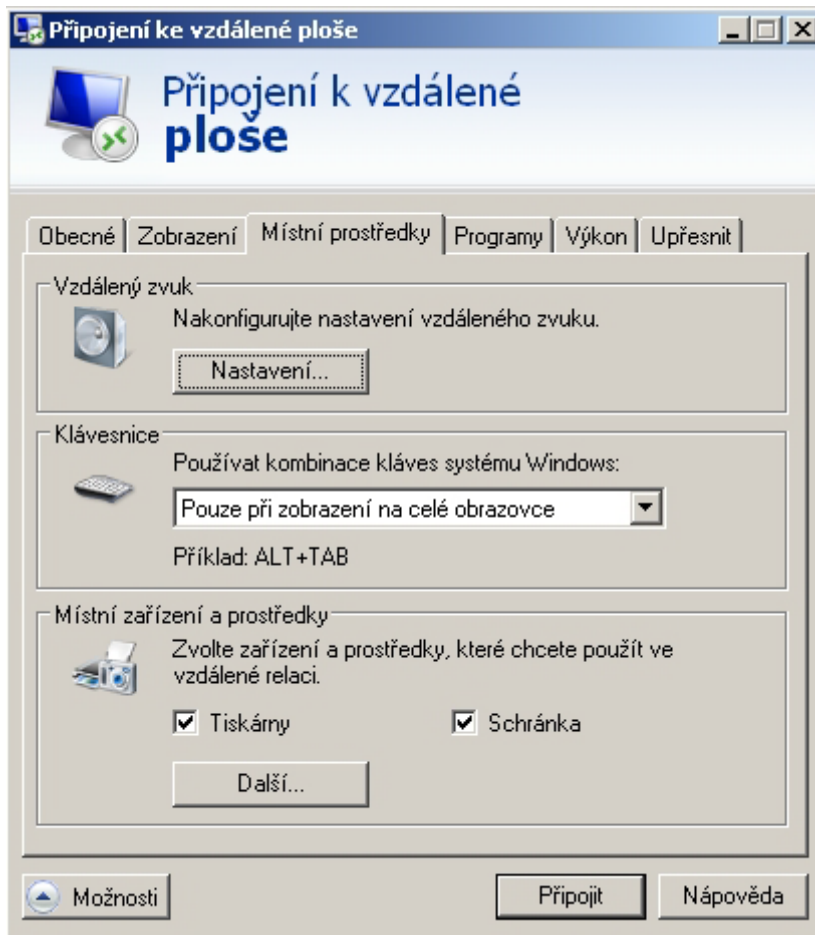 Připojení ke vzdálené ploše
Připojení k vzdálené
ploše
Obecné Zobrazení Místní prostředky Programy Výkon Upřesnit
Vzdálený zvuk
Nakonfigurujte nastavení vzdáleného zvuku.
Nastavení...
Klávesnice
Používat kombinace kláves systému Windows:
Pouze při zobrazení na celé obrazovce
Příklad: ALT+TAB
Místní zařízení a prostředky
Zvolte zařízení a prostředky, které chcete použít ve
vzdálené relaci.
Tiskárny Schránka
Další...
Možnosti Připojit Nápověda